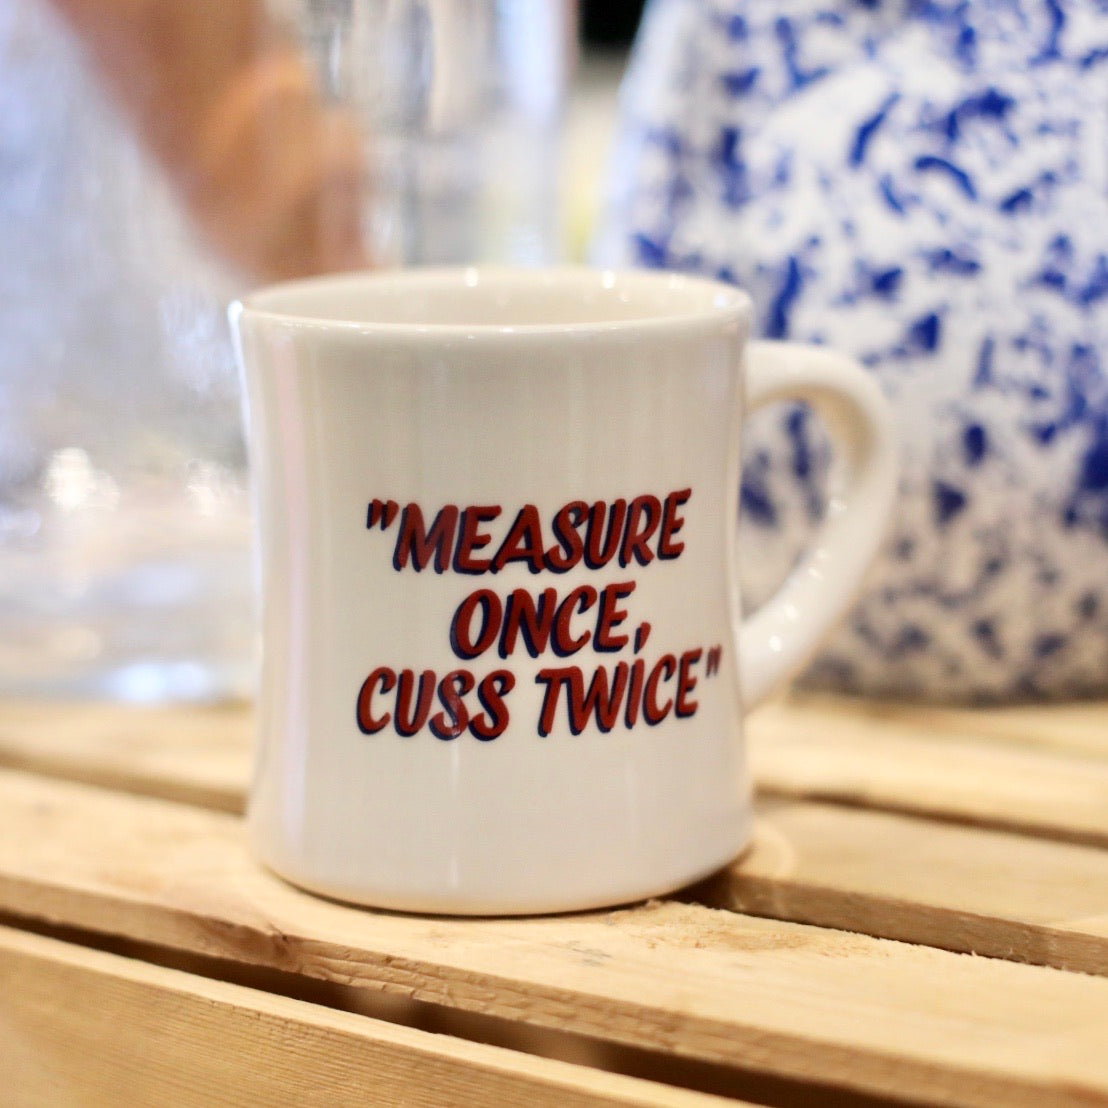 "MEASURE
ONCE,
CUSS TWICE"